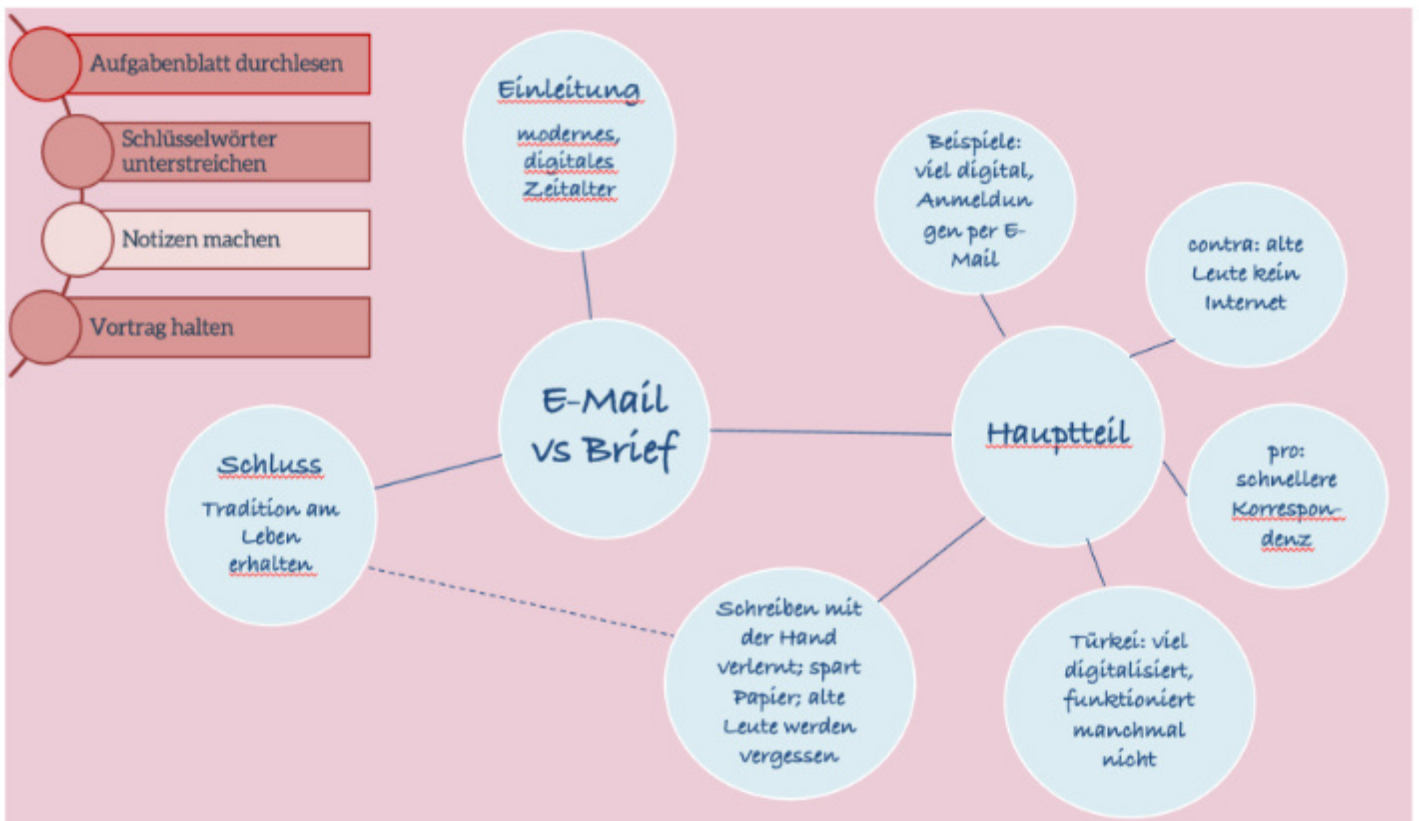 Aufgabenblatt durchlesen
Schlüsselwörter
unterstreichen
Notizen machen
Vortrag halten
Einleitung
modernes,
digitales
Zeitalter
Beispiele:
viel digital,
Anmeldun
gen per E-
Mail
contra: alte
Leute kein
Internet
E-Mail
vs Brief
Hauptteil
pro:
schnellere
Korrespon-
denz
Schluss
Tradition am
Leben
erhalten
Schreiben mit
der Hand
verlernt; spart
Papier; alte
Leute werden
vergessen
Türkei: viel
digitalisiert,
funktioniert
manchmal
nicht